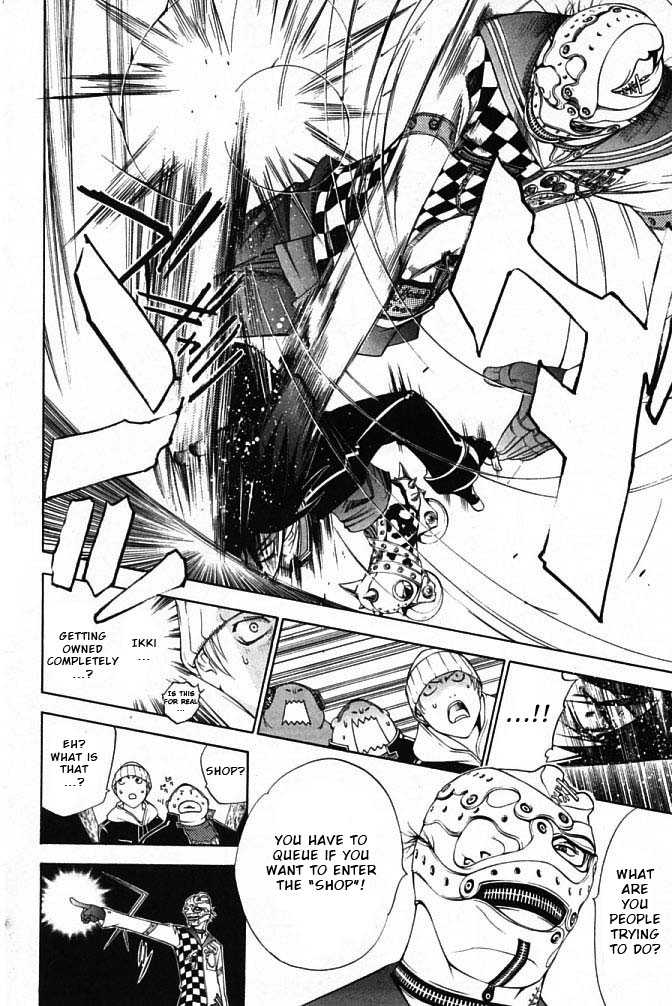 ...!!
IKKI
...
GETTING
OWNED
COMPLETELY
...?
IS THIS
FOR REAL
...
WHAT
ARE
YOU
PEOPLE
TRYING
TO DO?
YOU HAVE TO
QUEUE IF YOU
WANT TO ENTER
THE "SHOP"!
SHOP?
EH?
WHAT IS
THAT
...?